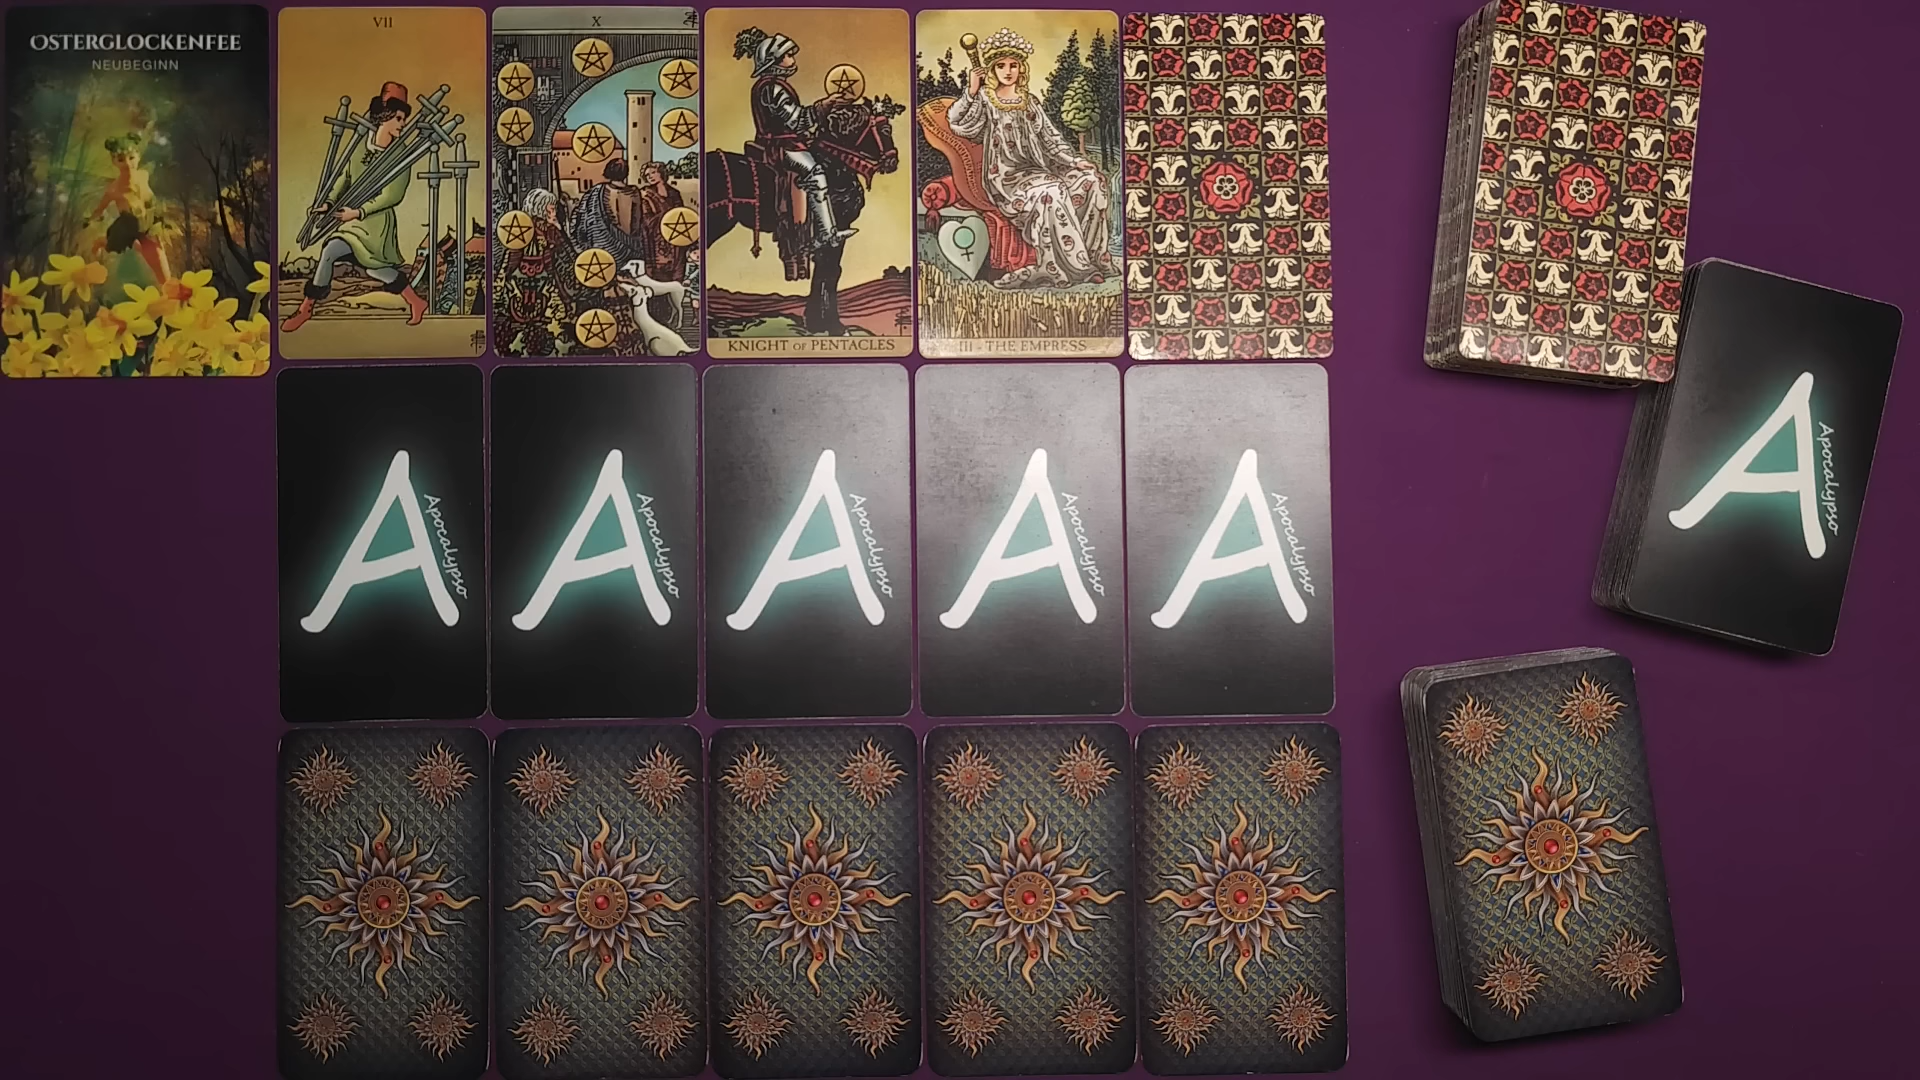 OSTERGLOCKENFEE
NEUBEGINN
VII
X
KNIGHT OF PENTACLES
III - THE EMPRESS
A
Apocalypso
A
Apocalypso
A
Apocalypso
A
Apocalypso
A
Apocalypso
A
Apocalypso